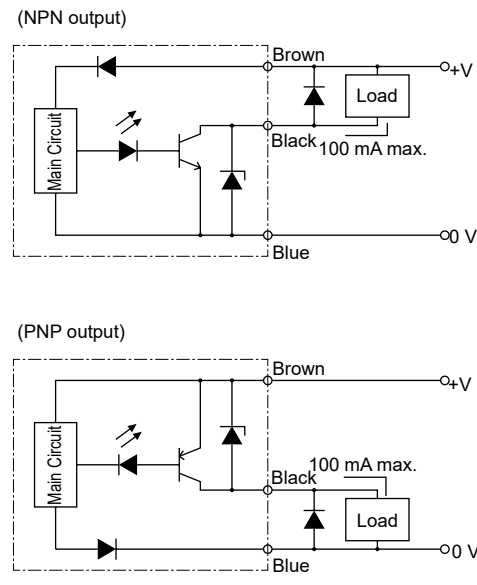 (NPN output)
Brown
+V
Main Circuit
Load
Black
100 mA max.
0 V
Blue
(PNP output)
Brown
+V
Main Circuit
100 mA max.
Black
Load
0 V
Blue